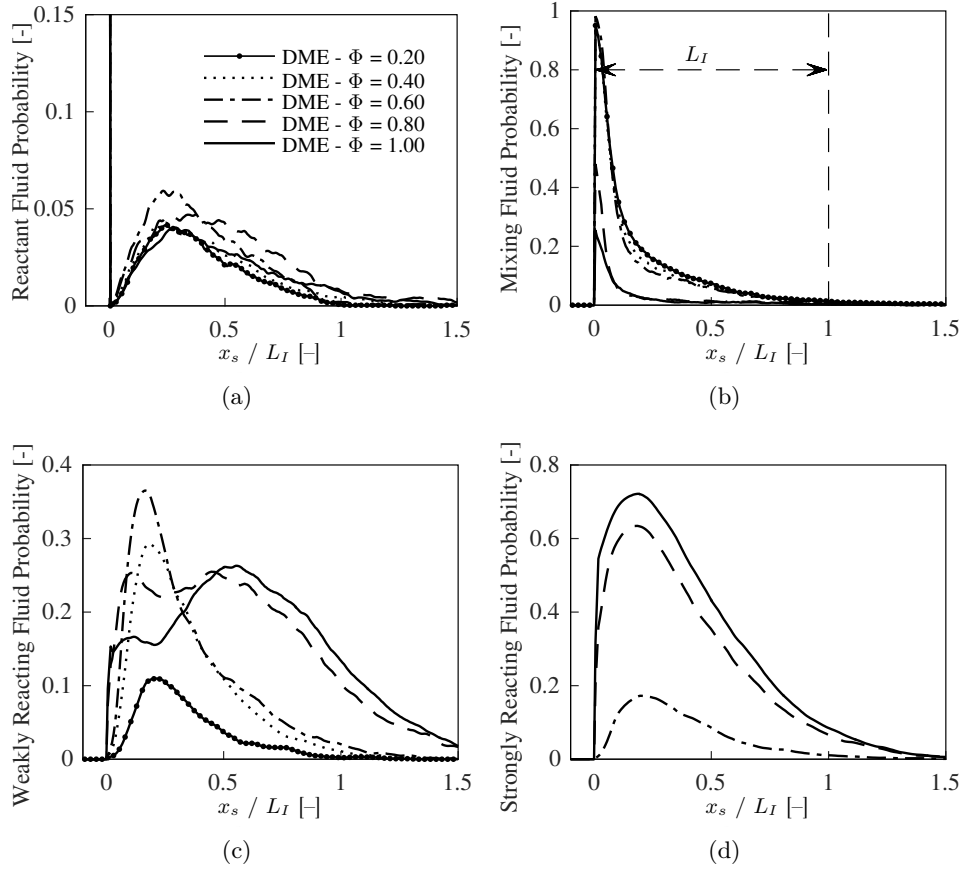 Reactant Fluid Probability [-]
0.15
0.1
0.05
0
DME - Φ = 0.20
DME - Φ = 0.40
DME - Φ = 0.60
DME - Φ = 0.80
DME - Φ = 1.00
0 0.5 1 1.5
x_s / L_I [–]
(a)
Mixing Fluid Probability [-]
1
0.8
0.6
0.4
0.2
0
L_I
0 0.5 1 1.5
x_s / L_I [–]
(b)
Weakly Reacting Fluid Probability [-]
0.4
0.3
0.2
0.1
0
0 0.5 1 1.5
x_s / L_I [–]
(c)
Strongly Reacting Fluid Probability [-]
0.8
0.6
0.4
0.2
0
0 0.5 1 1.5
x_s / L_I [–]
(d)